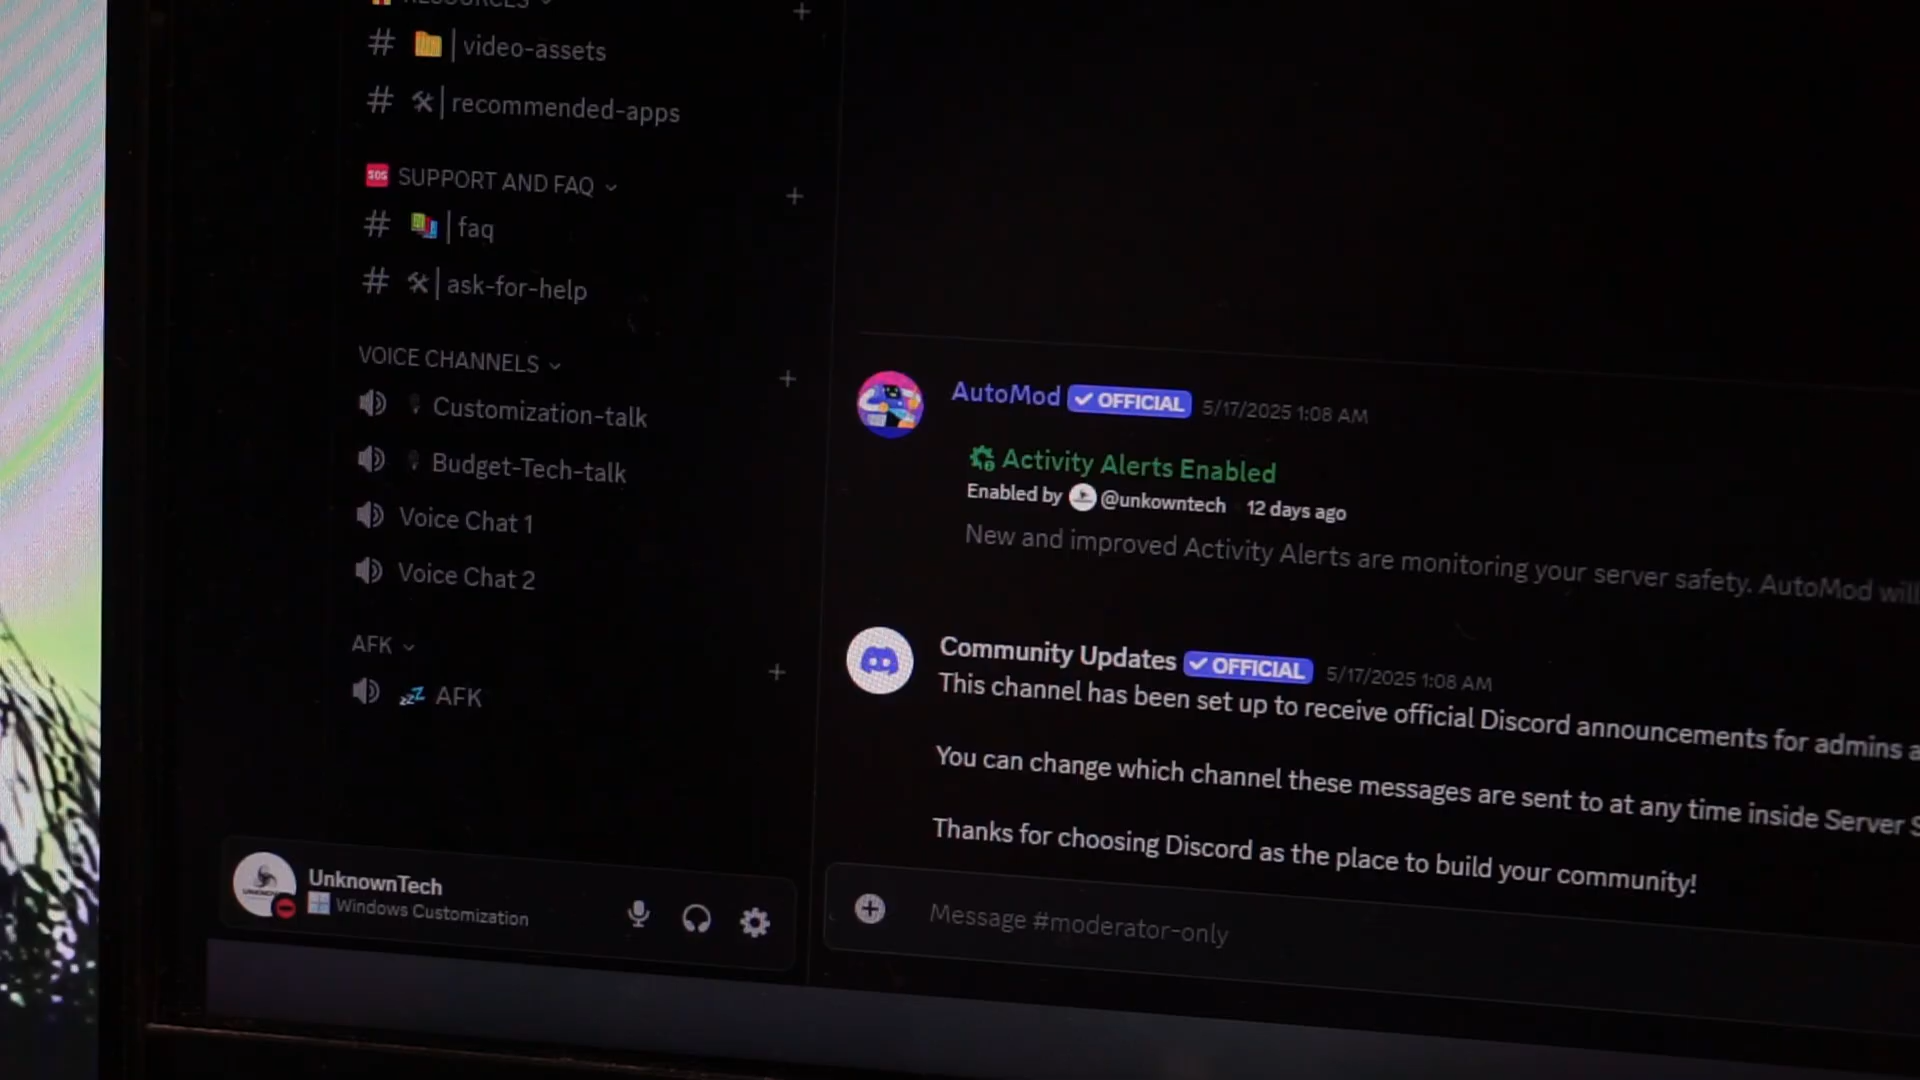 RESOURCES
# | video-assets
# | recommended-apps
SOS SUPPORT AND FAQ
# | faq
# | ask-for-help
VOICE CHANNELS
Customization-talk
Budget-Tech-talk
Voice Chat 1
Voice Chat 2
AFK
zzZ AFK
UnknownTech
Windows Customization
AutoMod ✓ OFFICIAL 5/17/2025 1:08 AM
Activity Alerts Enabled
Enabled by @unkowntech 12 days ago
New and improved Activity Alerts are monitoring your server safety. AutoMod will
Community Updates ✓ OFFICIAL 5/17/2025 1:08 AM
This channel has been set up to receive official Discord announcements for admins a
You can change which channel these messages are sent to at any time inside Server S
Thanks for choosing Discord as the place to build your community!
Message #moderator-only